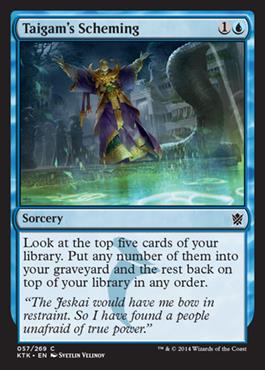 Taigam's Scheming 1
Sorcery
Look at the top five cards of your
library. Put any number of them into
your graveyard and the rest back on
top of your library in any order.
"The Jeskai would have me bow in
restraint. So I have found a people
unafraid of true power."
057/269 C
KTK • EN Svetlin Velinov ™ & © 2014 Wizards of the Coast